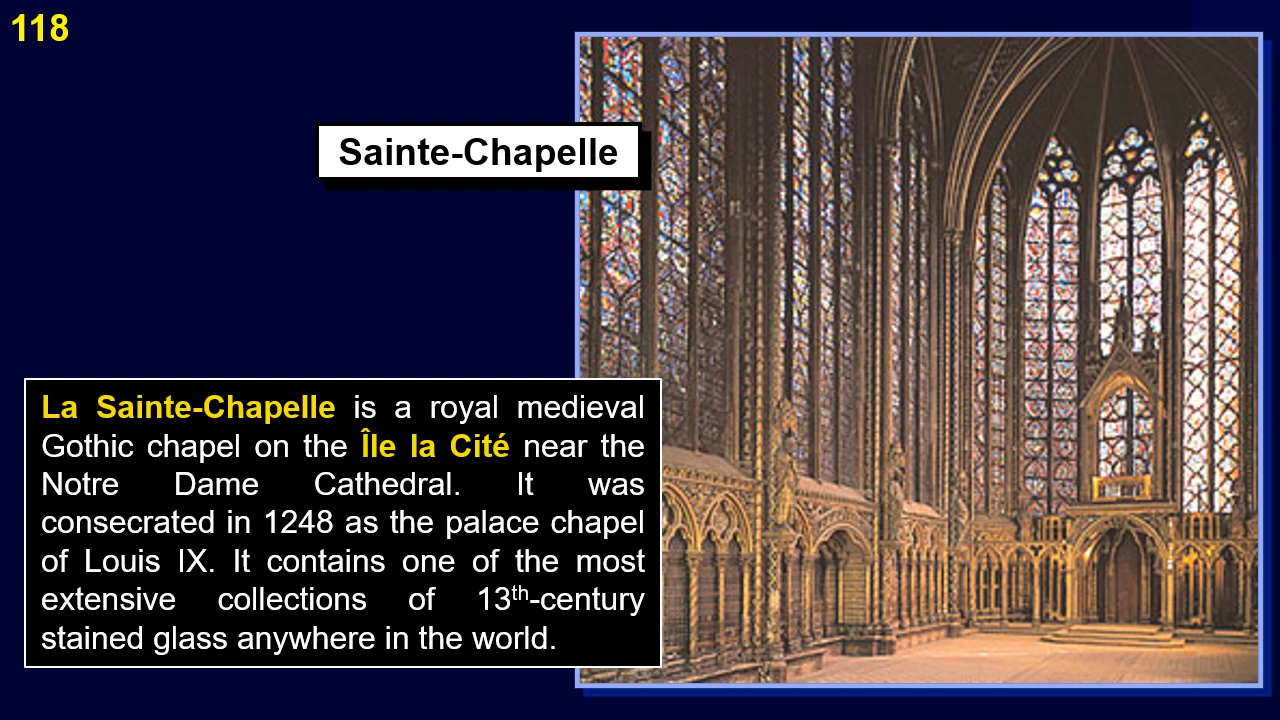 118
Sainte-Chapelle
La Sainte-Chapelle is a royal medieval
Gothic chapel on the Île la Cité near the
Notre Dame Cathedral. It was
consecrated in 1248 as the palace chapel
of Louis IX. It contains one of the most
extensive collections of 13th-century
stained glass anywhere in the world.